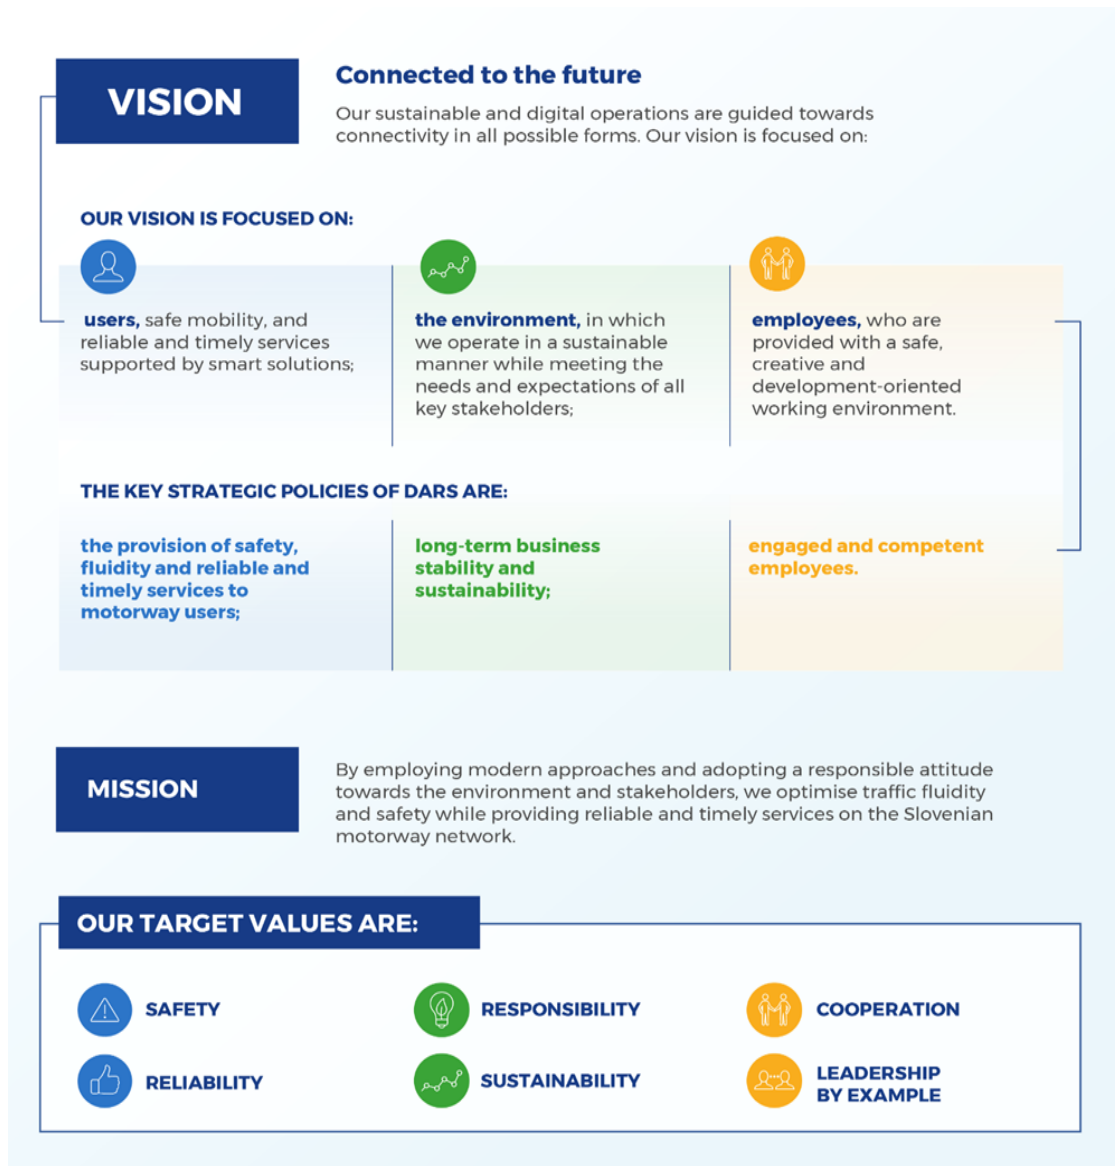 VISION
Connected to the future
Our sustainable and digital operations are guided towards
connectivity in all possible forms. Our vision is focused on:
OUR VISION IS FOCUSED ON:
users, safe mobility, and
reliable and timely services
supported by smart solutions;
the environment, in which
we operate in a sustainable
manner while meeting the
needs and expectations of all
key stakeholders;
employees, who are
provided with a safe,
creative and
development-oriented
working environment.
THE KEY STRATEGIC POLICIES OF DARS ARE:
the provision of safety,
fluidity and reliable and
timely services to
motorway users;
long-term business
stability and
sustainability;
engaged and competent
employees.
MISSION
By employing modern approaches and adopting a responsible attitude
towards the environment and stakeholders, we optimise traffic fluidity
and safety while providing reliable and timely services on the Slovenian
motorway network.
OUR TARGET VALUES ARE:
SAFETY
RESPONSIBILITY
COOPERATION
RELIABILITY
SUSTAINABILITY
LEADERSHIP
BY EXAMPLE